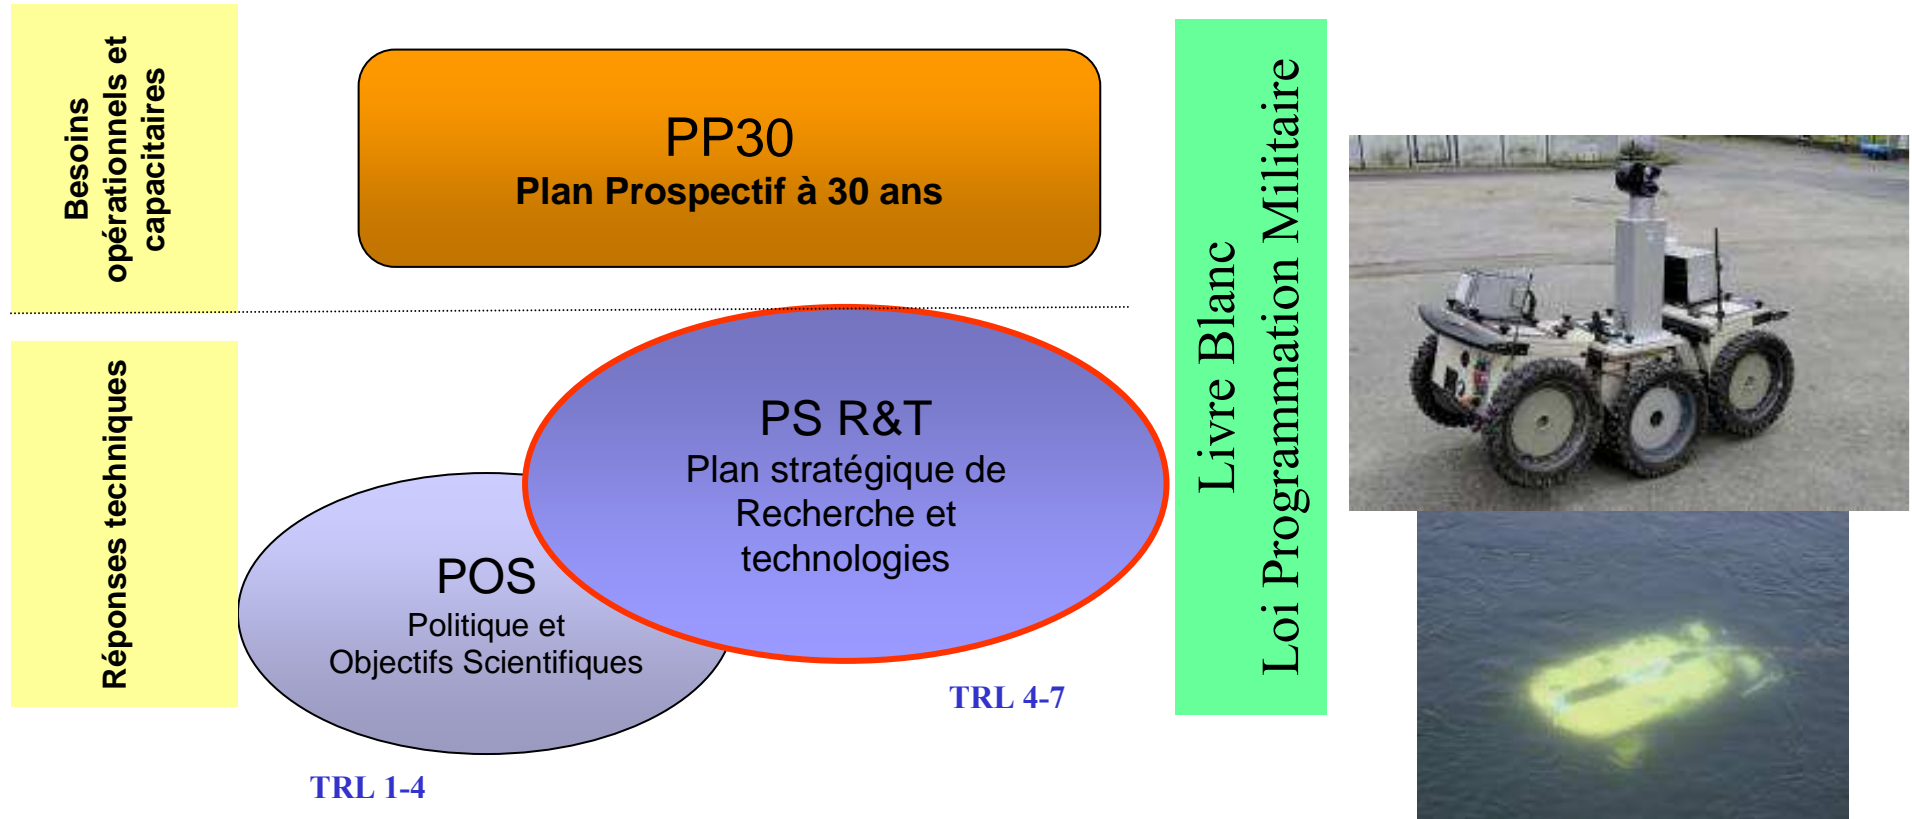 Besoins
opérationnels et
capacitaires
PP30
Plan Prospectif à 30 ans
Réponses techniques
PS R&T
Plan stratégique de
Recherche et
technologies
POS
Politique et
Objectifs Scientifiques
TRL 4-7
TRL 1-4
Livre Blanc
Loi Programmation Militaire